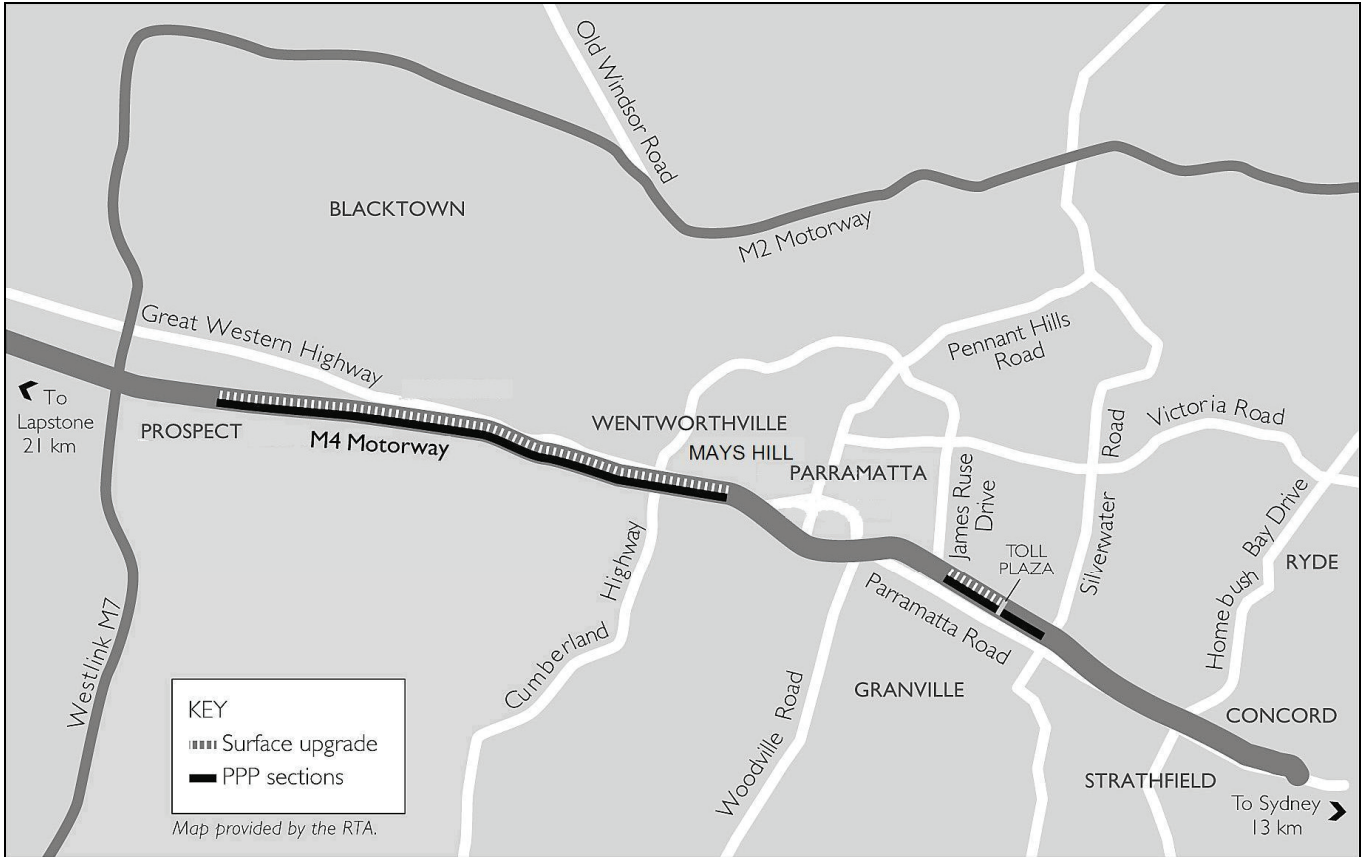 Old Windsor Road
BLACKTOWN
M2 Motorway
Great Western Highway
Pennant Hills
Road
To
Lapstone
21 km
PROSPECT
M4 Motorway
WENTWORTHVILLE
MAYS HILL
PARRAMATTA
Victoria Road
James Ruse
Drive
TOLL
PLAZA
Silverwater Road
Homebush Bay Drive
RYDE
Cumberland Highway
Parramatta Road
Westlink M7
Woodville Road
GRANVILLE
CONCORD
STRATHFIELD
To Sydney
13 km
KEY
Surface upgrade
PPP sections
Map provided by the RTA.